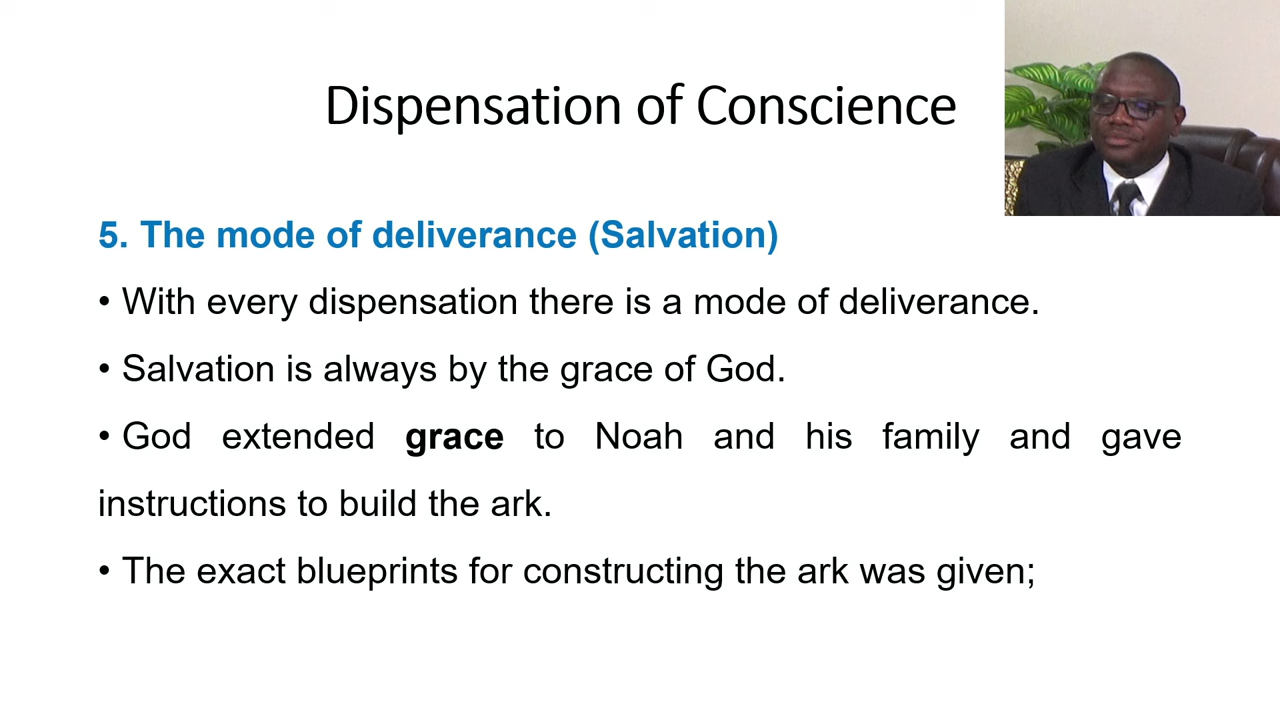 Dispensation of Conscience
5. The mode of deliverance (Salvation)
• With every dispensation there is a mode of deliverance.
• Salvation is always by the grace of God.
• God extended grace to Noah and his family and gave
instructions to build the ark.
• The exact blueprints for constructing the ark was given;